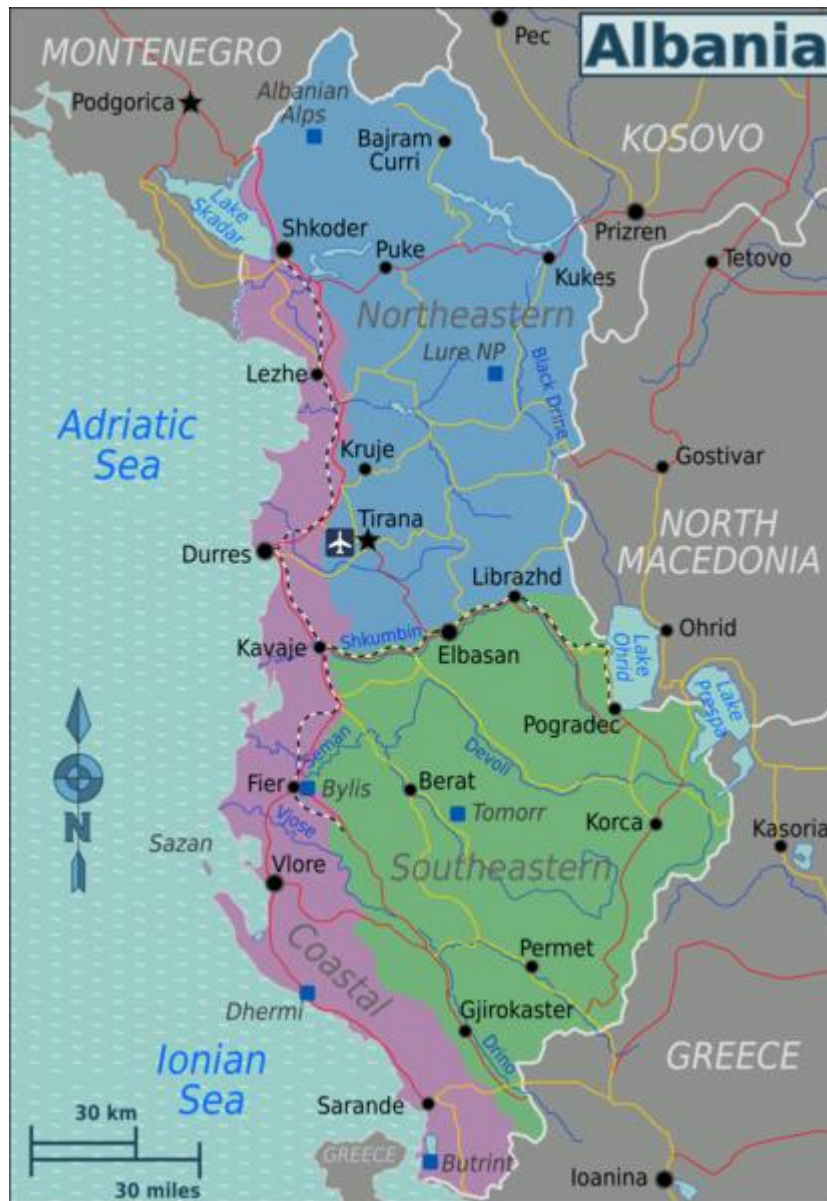 Albania
MONTENEGRO
Pec
Podgorica
Albanian
Alps
Bajram
Curri
KOSOVO
Lake
Skadar
Shkoder
Puke
Kukes
Prizren
Tetovo
Northeastern
Lure NP
Black Drine
Lezhe
Adriatic
Sea
Kruje
Gostivar
Tirana
NORTH
MACEDONIA
Durres
Librazhd
Shkumbin
Kavaje
Elbasan
Lake
Ohrid
Ohrid
Lake
Prespa
Pogradec
Seman
Devoll
Fier
Bylis
Berat
Tomorr
Korca
Kasoria
Vjose
Sazan
Vlore
Southeastern
N
Coastal
Permet
Dhermi
Gjirokaster
Drino
Ionian
Sea
GREECE
Sarande
30 km
30 miles
GREECE
Butrint
Ioanina